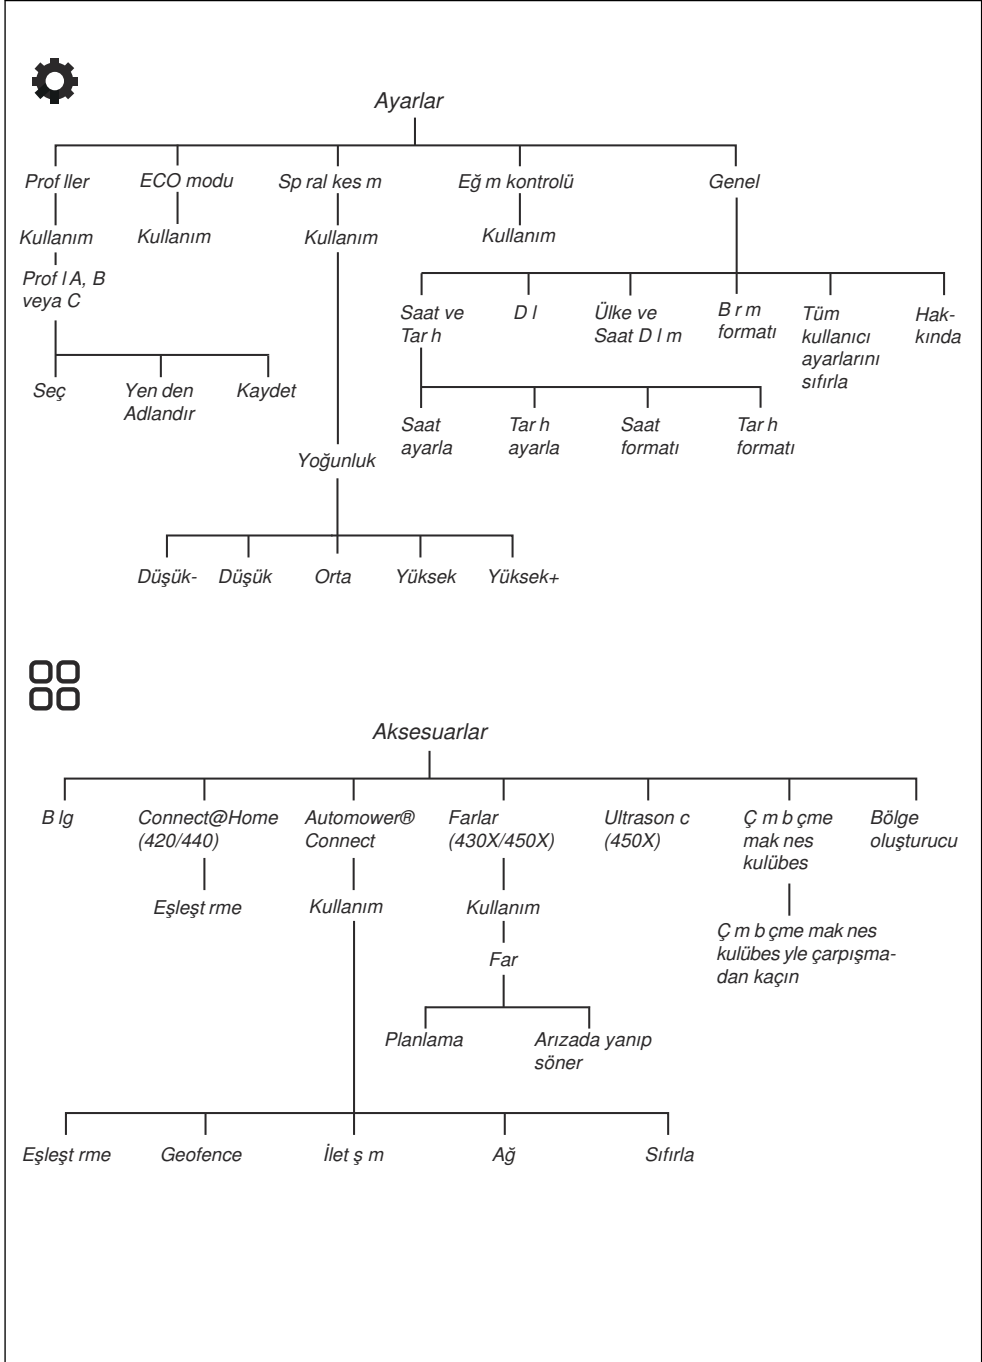 Ayarlar
Prof ller
ECO modu
Sp ral kes m
Eğ m kontrolü
Genel
Kullanım
Kullanım
Kullanım
Kullanım
Prof l A, B
veya C
Saat ve
Tar h
D l
Ülke ve
Saat D l m
B r m
formatı
Tüm
kullanıcı
ayarlarını
sıfırla
Hak-
kında
Seç
Yen den
Adlandır
Kaydet
Saat
ayarla
Tar h
ayarla
Saat
formatı
Tar h
formatı
Yoğunluk
Düşük-
Düşük
Orta
Yüksek
Yüksek+
Aksesuarlar
B lg
Connect@Home
(420/440)
Automower®
Connect
Farlar
(430X/450X)
Ultrason c
(450X)
Ç m b çme
mak nes
kulübes
Bölge
oluşturucu
Eşleşt rme
Kullanım
Kullanım
Ç m b çme mak nes
kulübes yle çarpışma-
dan kaçın
Far
Planlama
Arızada yanıp
söner
Eşleşt rme
Geofence
İlet ş m
Ağ
Sıfırla